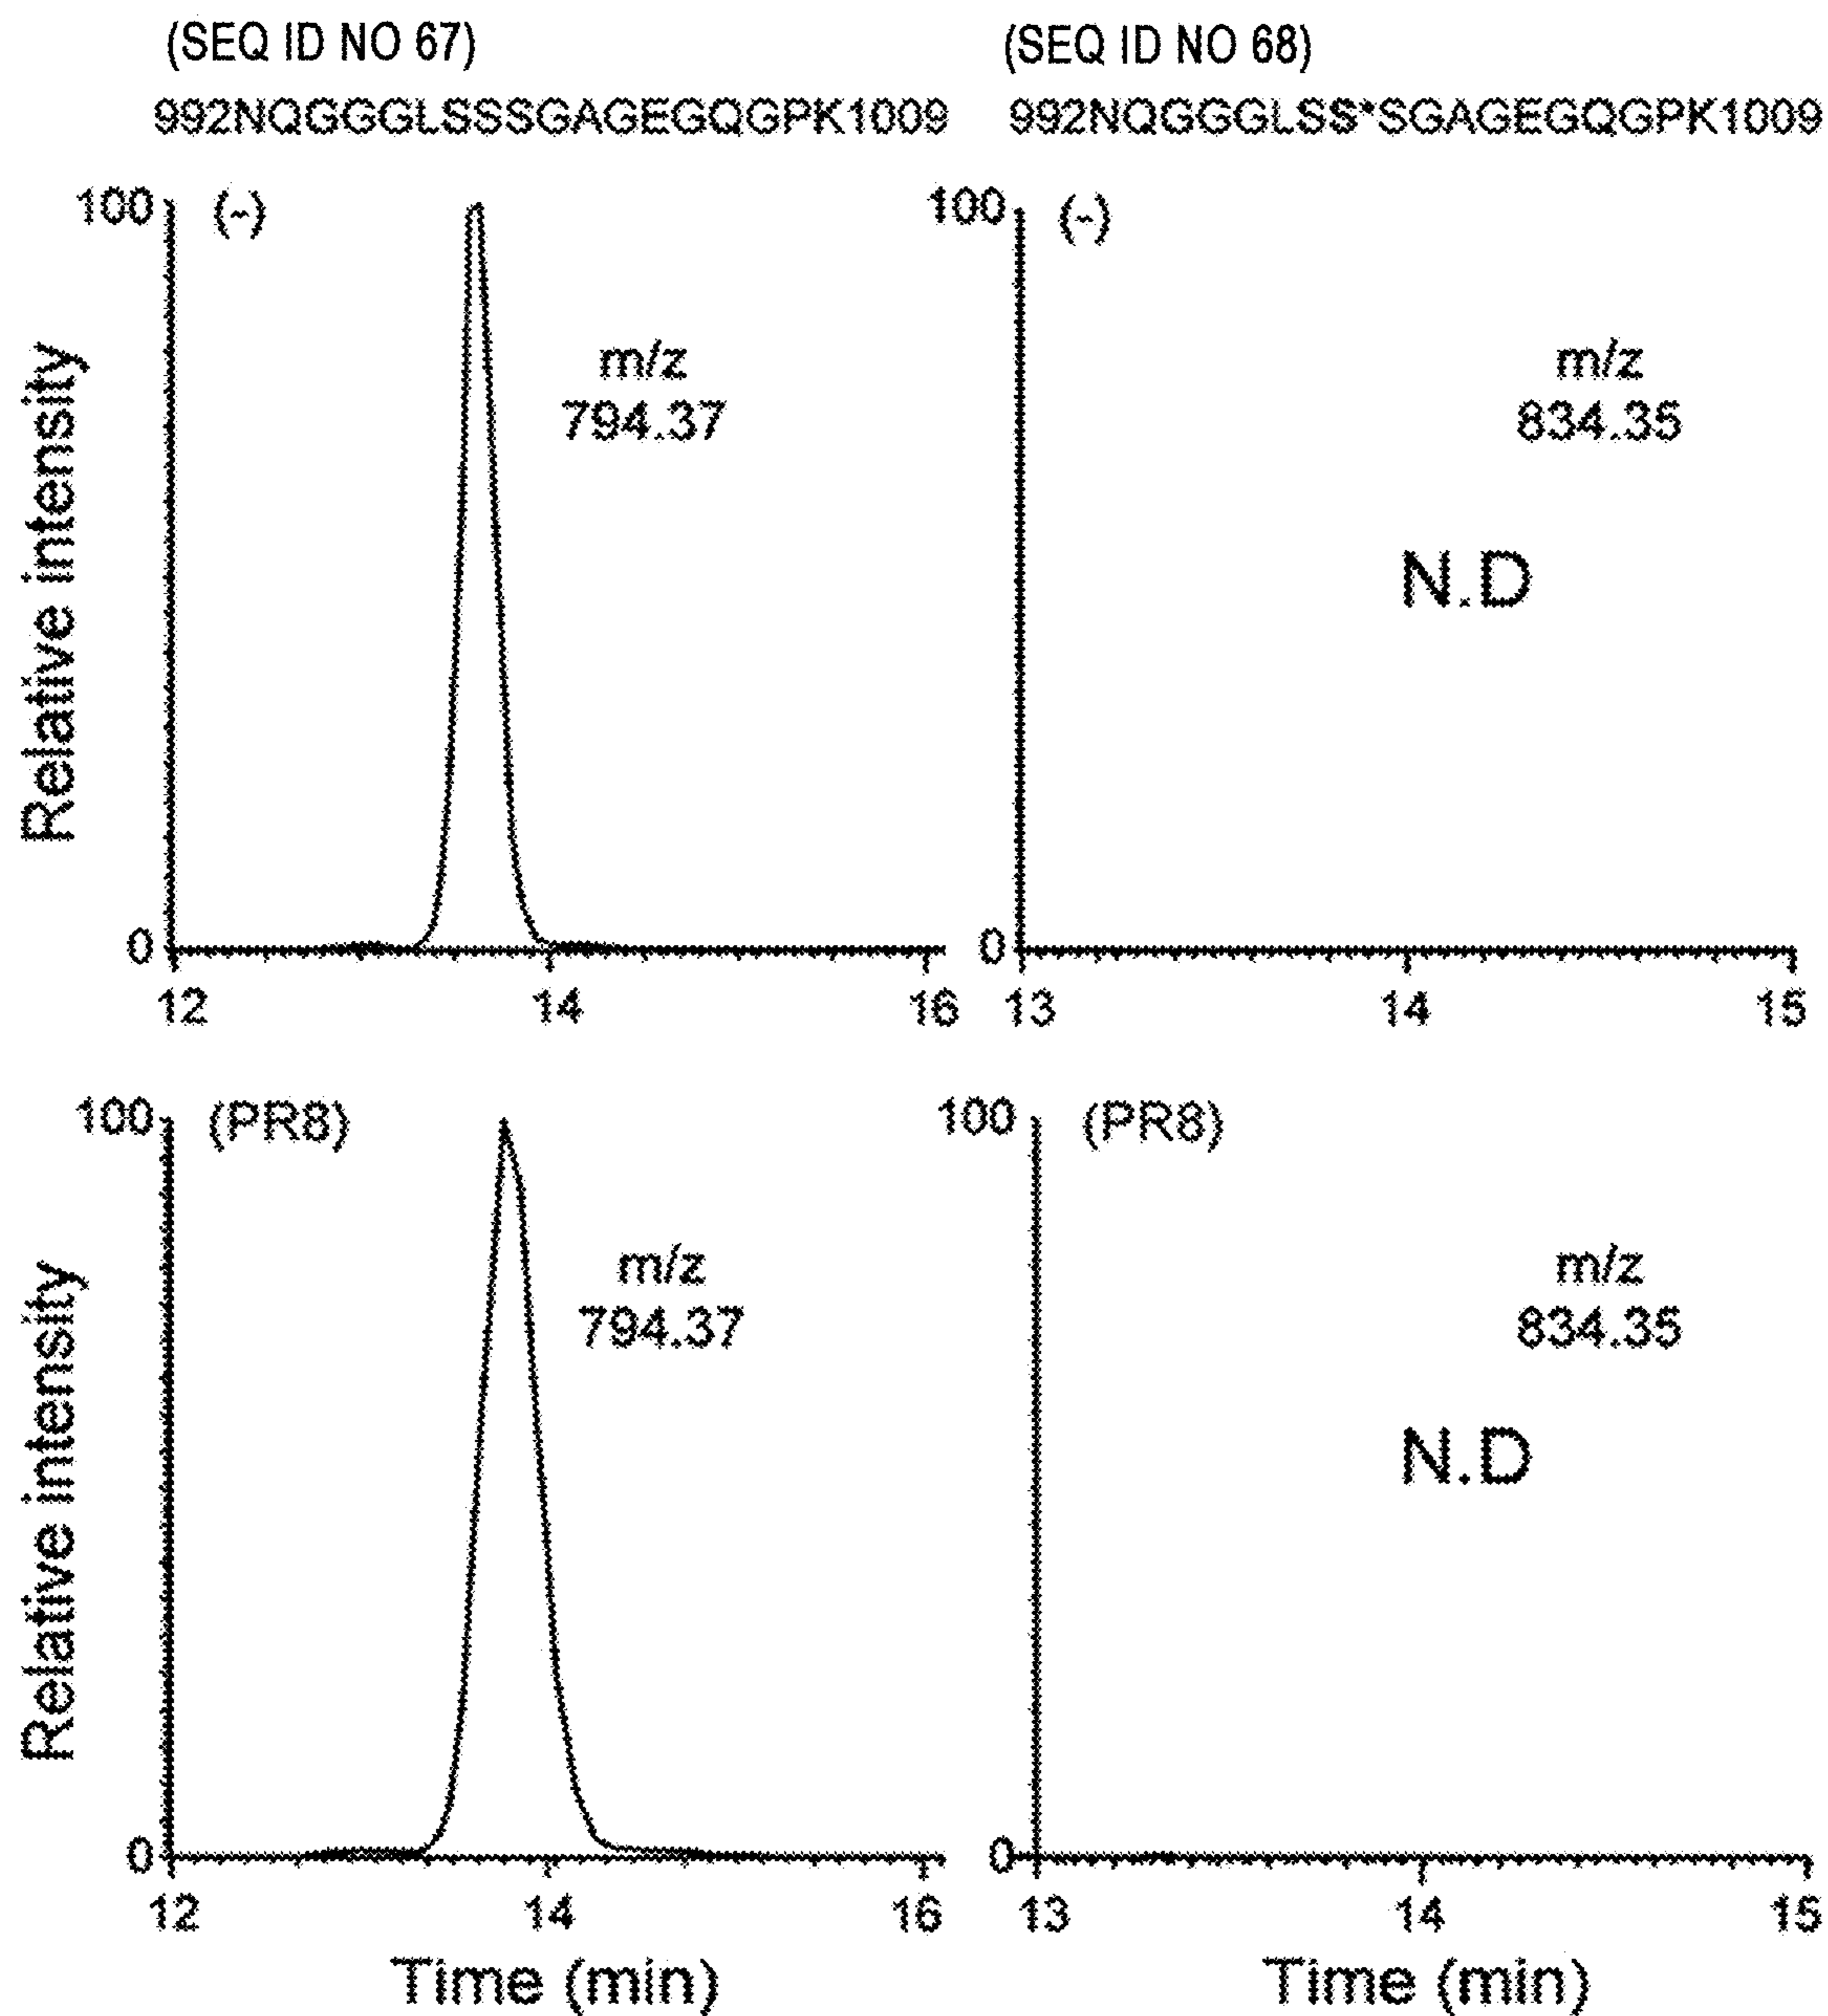 (SEQ ID NO 67)
992NQGGGLSSSGAGEGQGPK1009
(SEQ ID NO 68)
992NQGGGLSS*SGAGEGQGPK1009
100
(-)
m/z
794.37
Relative intensity
0
12
14
16
100
(-)
m/z
834.35
N.D
0
13
14
15
100
(PR8)
m/z
794.37
Relative intensity
0
12
14
16
Time (min)
100
(PR8)
m/z
834.35
N.D
0
13
14
15
Time (min)